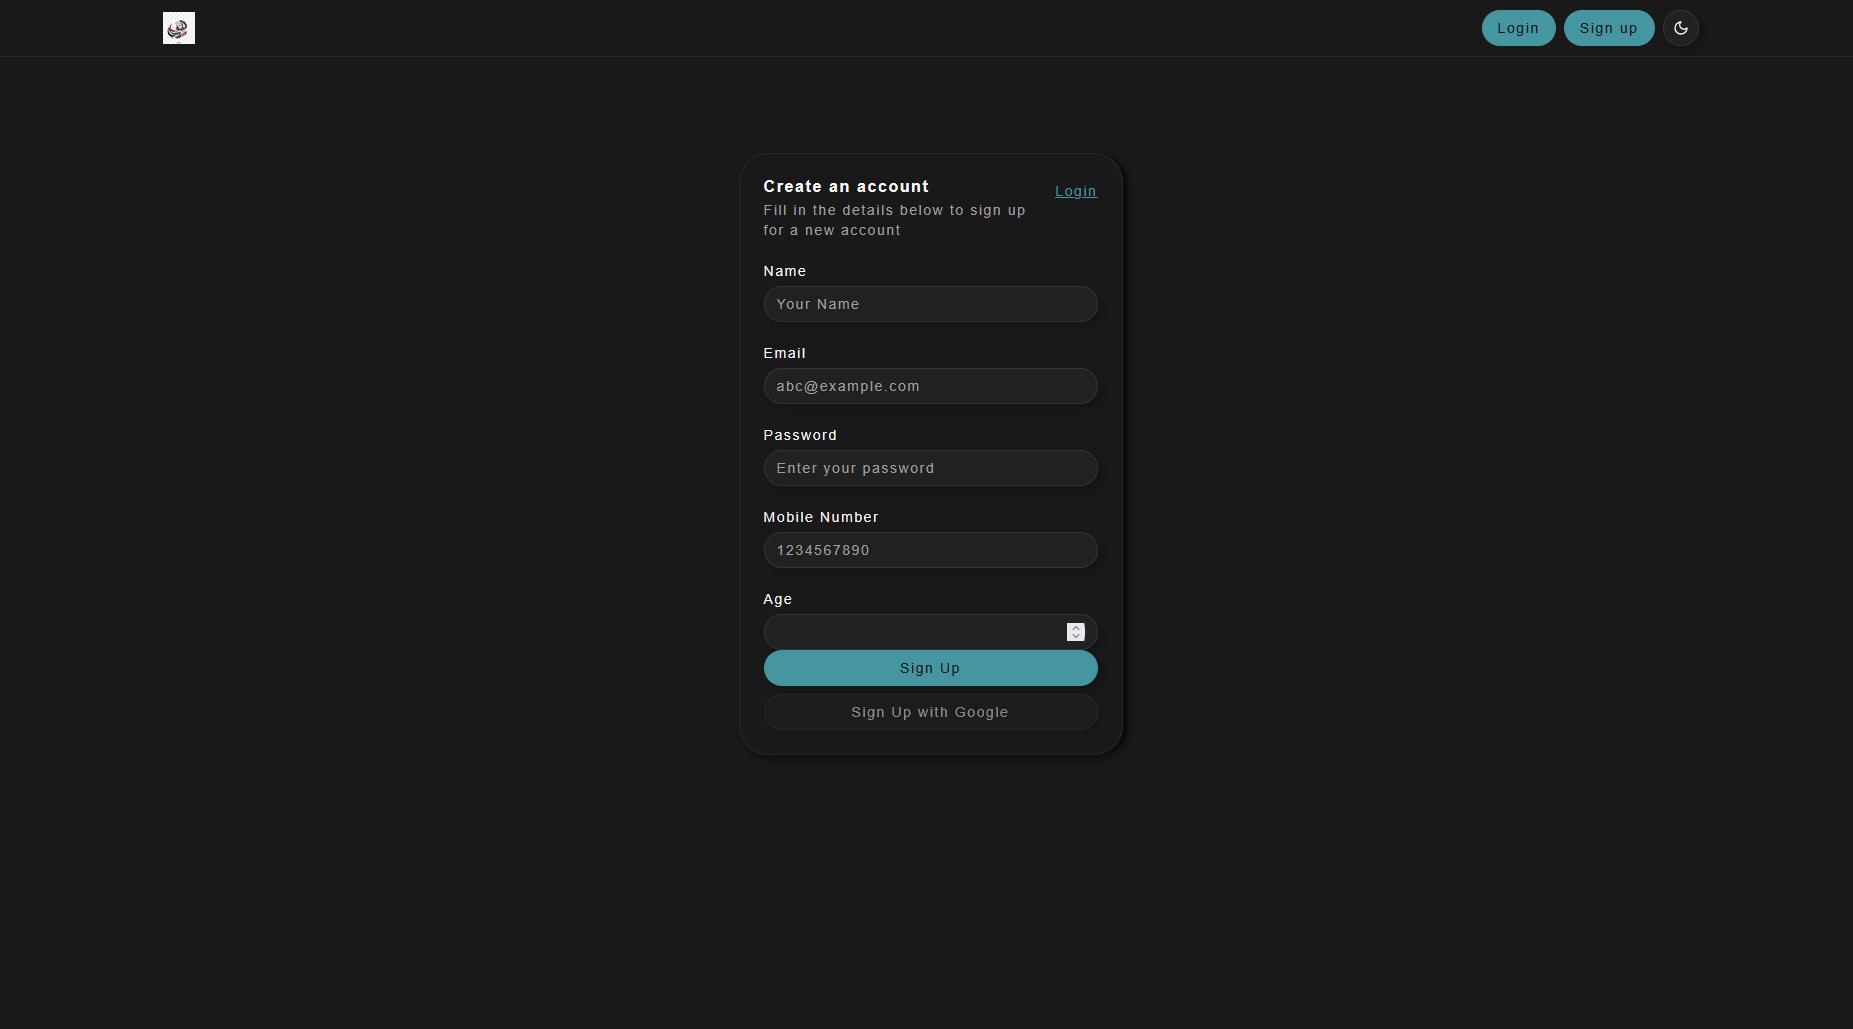 Login
Sign up
Create an account
Login
Fill in the details below to sign up
for a new account
Name
Your Name
Email
abc@example.com
Password
Enter your password
Mobile Number
1234567890
Age
Sign Up
Sign Up with Google